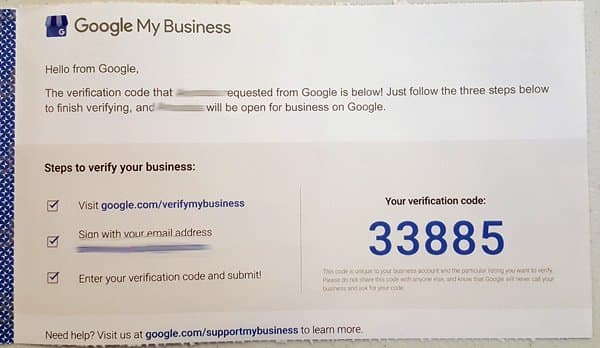 Google My Business
Hello from Google,
The verification code that equested from Google is below! Just follow the three steps below
to finish verifying, and will be open for business on Google.
Steps to verify your business:
Visit google.com/verifymybusiness
Sign with your email address
Enter your verification code and submit!
Your verification code:
33885
This code is unique to your business account and the particular listing you want to verify.
Please do not share this code with anyone else, and know that Google will never call your
business and ask for your code.
Need help? Visit us at google.com/supportmybusiness to learn more.